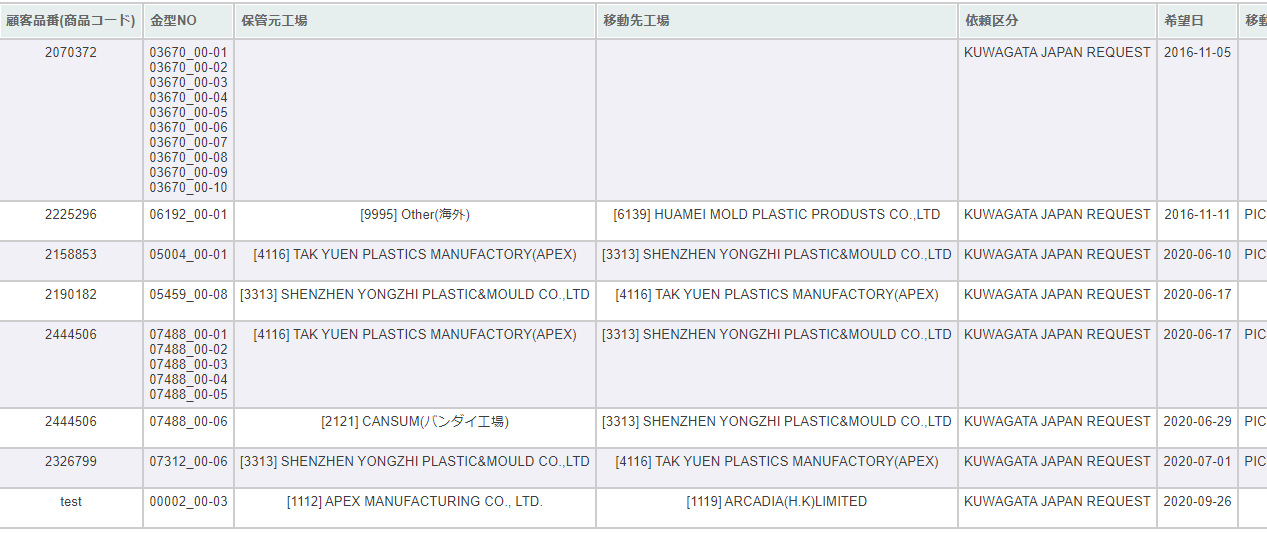 顧客品番(商品コード) 金型NO 保管元工場 移動先工場 依頼区分 希望日 移動
2070372 03670_00-01 KUWAGATA JAPAN REQUEST 2016-11-05
03670_00-02
03670_00-03
03670_00-04
03670_00-05
03670_00-06
03670_00-07
03670_00-08
03670_00-09
03670_00-10
2225296 06192_00-01 [9995] Other(海外) [6139] HUAMEI MOLD PLASTIC PRODUSTS CO.,LTD KUWAGATA JAPAN REQUEST 2016-11-11 PIC
2158853 05004_00-01 [4116] TAK YUEN PLASTICS MANUFACTORY(APEX) [3313] SHENZHEN YONGZHI PLASTIC&MOULD CO.,LTD KUWAGATA JAPAN REQUEST 2020-06-10 PIC
2190182 05459_00-08 [3313] SHENZHEN YONGZHI PLASTIC&MOULD CO.,LTD [4116] TAK YUEN PLASTICS MANUFACTORY(APEX) KUWAGATA JAPAN REQUEST 2020-06-17
2444506 07488_00-01 [4116] TAK YUEN PLASTICS MANUFACTORY(APEX) [3313] SHENZHEN YONGZHI PLASTIC&MOULD CO.,LTD KUWAGATA JAPAN REQUEST 2020-06-17 PIC
07488_00-02
07488_00-03
07488_00-04
07488_00-05
2444506 07488_00-06 [2121] CANSUM(バンダイ工場) [3313] SHENZHEN YONGZHI PLASTIC&MOULD CO.,LTD KUWAGATA JAPAN REQUEST 2020-06-29 PIC
2326799 07312_00-06 [3313] SHENZHEN YONGZHI PLASTIC&MOULD CO.,LTD [4116] TAK YUEN PLASTICS MANUFACTORY(APEX) KUWAGATA JAPAN REQUEST 2020-07-01 PIC
test 00002_00-03 [1112] APEX MANUFACTURING CO., LTD. [1119] ARCADIA(H.K)LIMITED KUWAGATA JAPAN REQUEST 2020-09-26